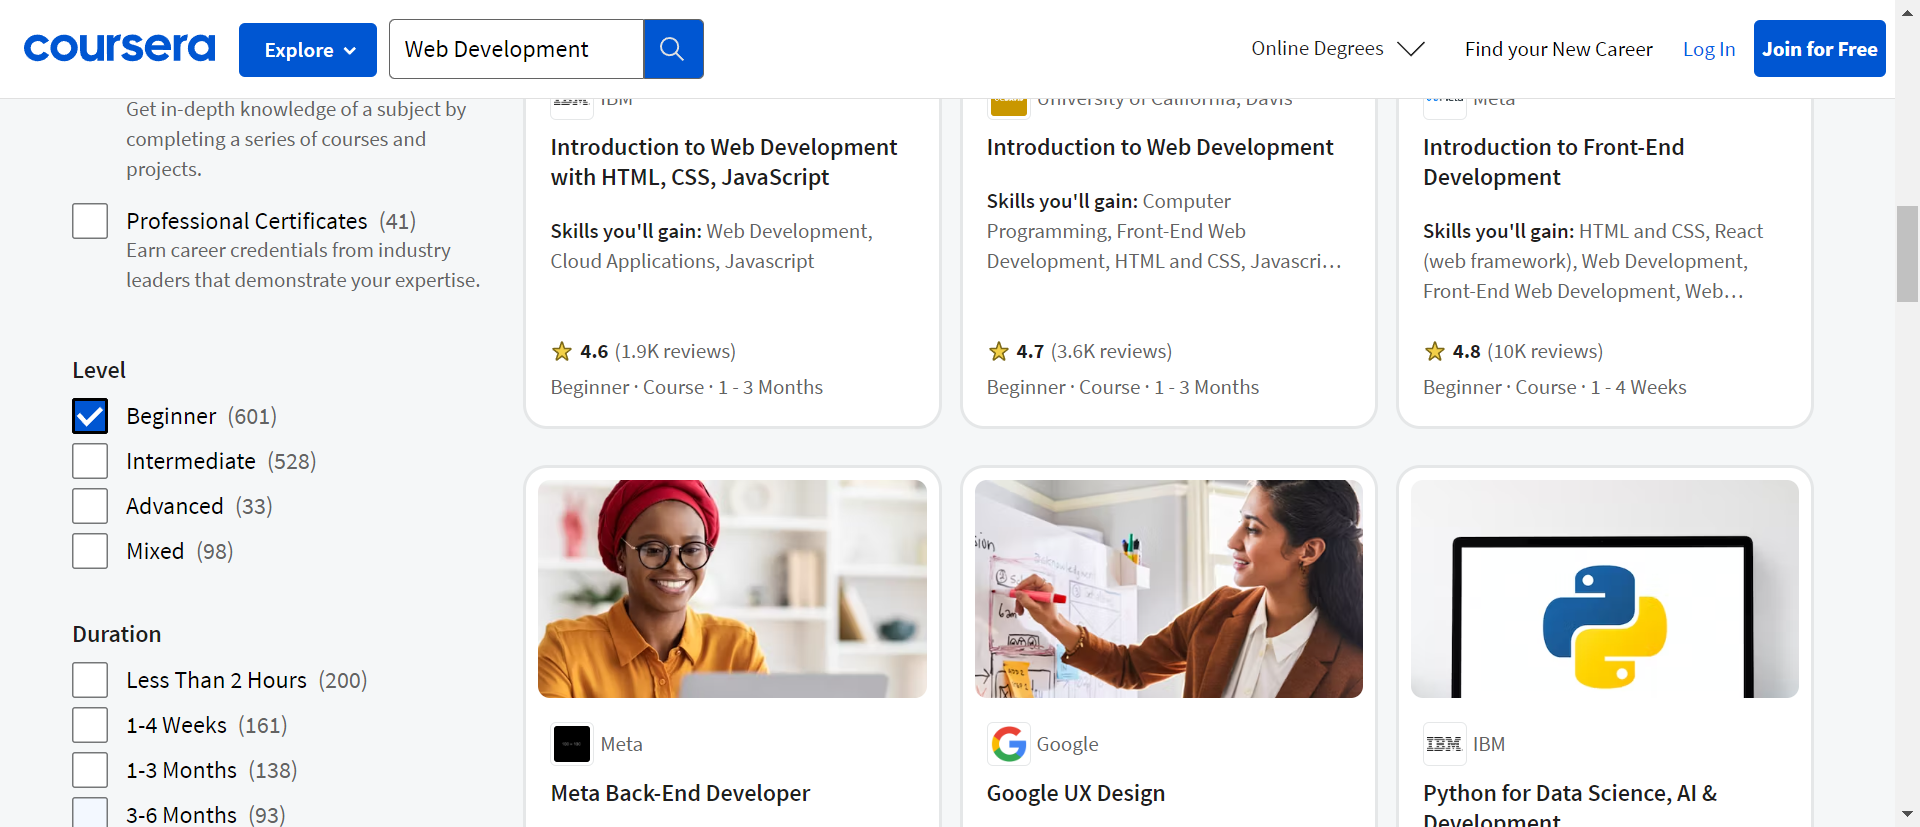 coursera
Explore
Web Development
Online Degrees
Find your New Career
Log In
Join for Free
Get in-depth knowledge of a subject by
completing a series of courses and
projects.
Professional Certificates (41)
Earn career credentials from industry
leaders that demonstrate your expertise.
Level
Beginner (601)
Intermediate (528)
Advanced (33)
Mixed (98)
Duration
Less Than 2 Hours (200)
1-4 Weeks (161)
1-3 Months (138)
3-6 Months (93)
IBM IBM
Introduction to Web Development
with HTML, CSS, JavaScript
Skills you'll gain: Web Development,
Cloud Applications, Javascript
4.6 (1.9K reviews)
Beginner · Course · 1 - 3 Months
University of California, Davis
Introduction to Web Development
Skills you'll gain: Computer
Programming, Front-End Web
Development, HTML and CSS, Javascri...
4.7 (3.6K reviews)
Beginner · Course · 1 - 3 Months
Meta
Introduction to Front-End
Development
Skills you'll gain: HTML and CSS, React
(web framework), Web Development,
Front-End Web Development, Web...
4.8 (10K reviews)
Beginner · Course · 1 - 4 Weeks
Meta
Meta Back-End Developer
Google
Google UX Design
IBM IBM
Python for Data Science, AI &
Development